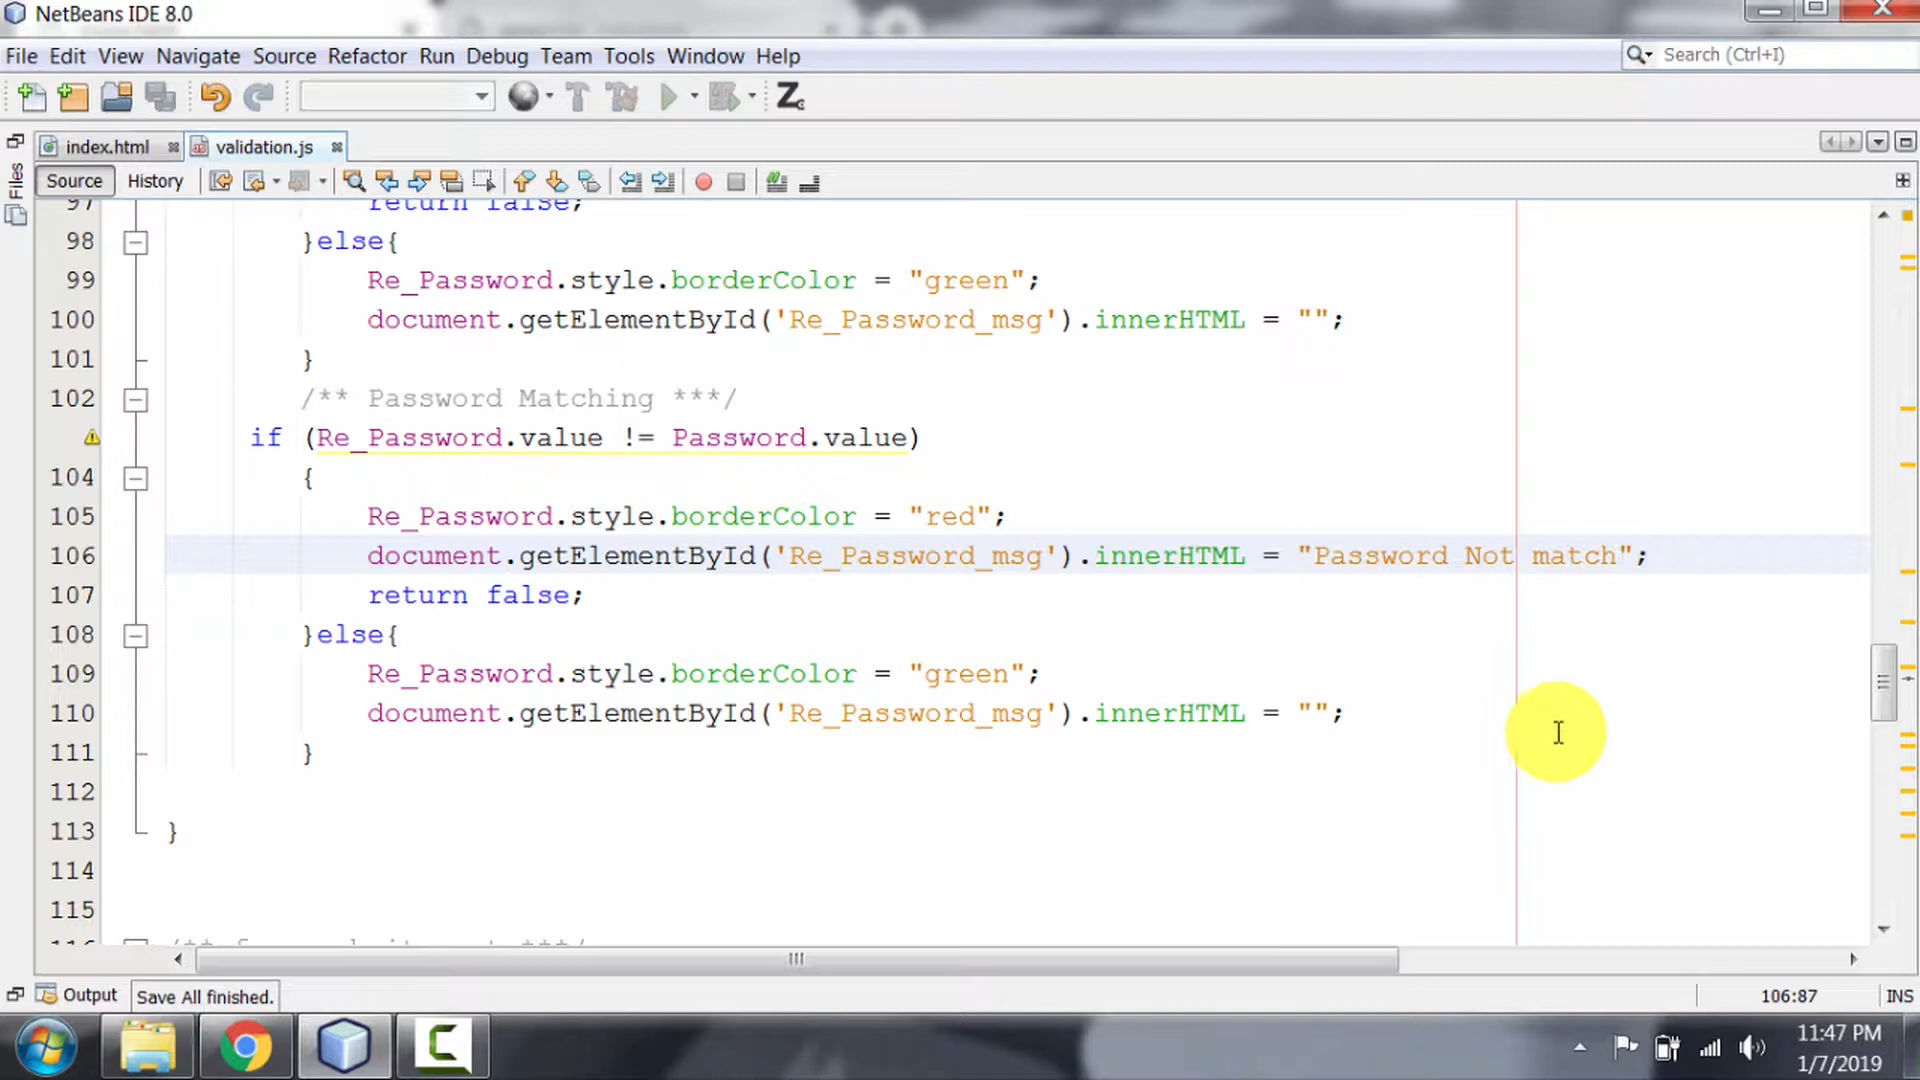 NetBeans IDE 8.0
File Edit View Navigate Source Refactor Run Debug Team Tools Window Help
Search (Ctrl+I)
index.html validation.js
Files
Source History
97 return false;
98 }else{
99 Re_Password.style.borderColor = "green";
100 document.getElementById('Re_Password_msg').innerHTML = "";
101 }
102 /** Password Matching ***/
if (Re_Password.value != Password.value)
104 {
105 Re_Password.style.borderColor = "red";
106 document.getElementById('Re_Password_msg').innerHTML = "Password Not match";
107 return false;
108 }else{
109 Re_Password.style.borderColor = "green";
110 document.getElementById('Re_Password_msg').innerHTML = "";
111 }
112
113 }
114
115
Output Save All finished. 106:87 INS
11:47 PM
1/7/2019